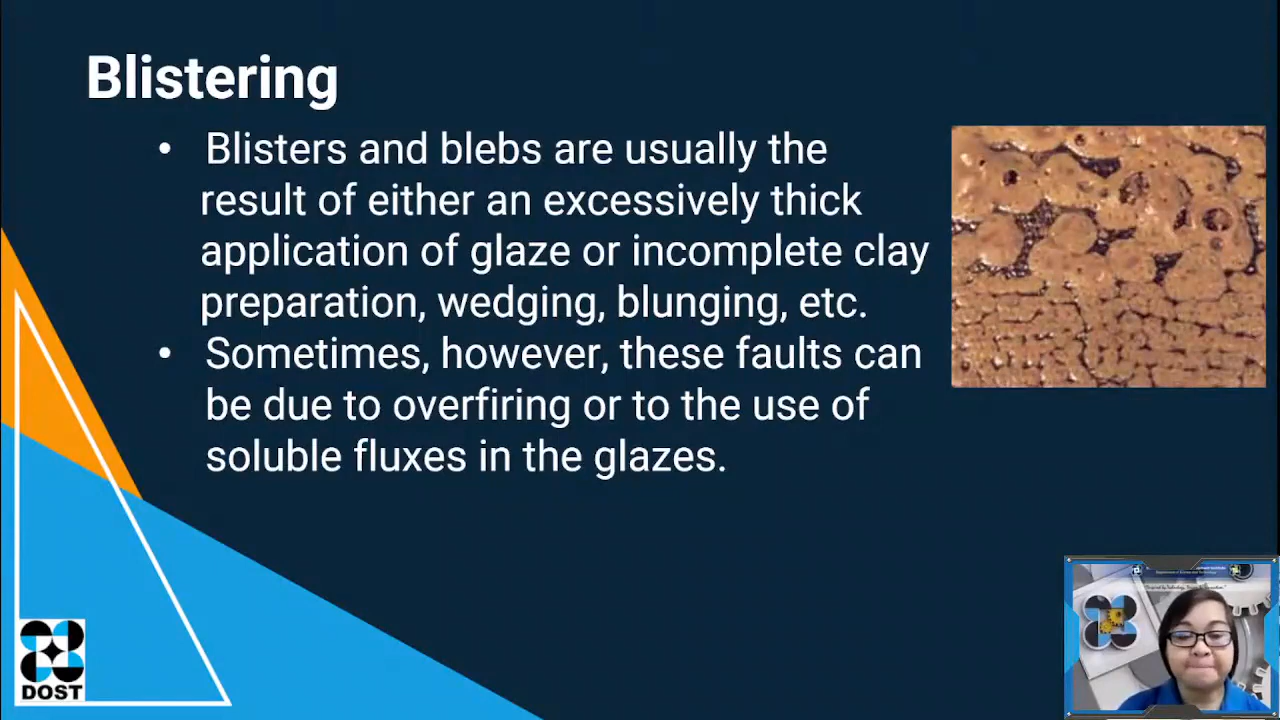 Blistering
• Blisters and blebs are usually the
result of either an excessively thick
application of glaze or incomplete clay
preparation, wedging, blunging, etc.
• Sometimes, however, these faults can
be due to overfiring or to the use of
soluble fluxes in the glazes.
DOST